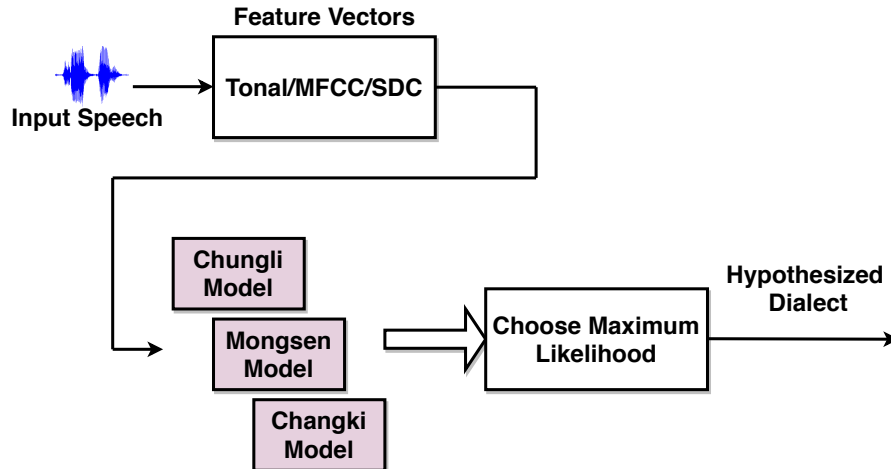 Feature Vectors
Tonal/MFCC/SDC
Input Speech
Chungli
Model
Mongsen
Model
Changki
Model
Choose Maximum
Likelihood
Hypothesized
Dialect